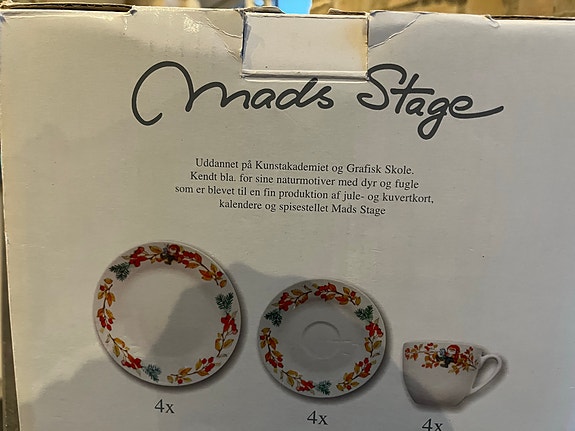 Mads Stage
Uddannet på Kunstakademiet og Grafisk Skole.
Kendt bla. for sine naturmotiver med dyr og fugle
som er blevet til en fin produktion af jule- og kuvertkort,
kalendere og spisestellet Mads Stage
4x
4x
4x